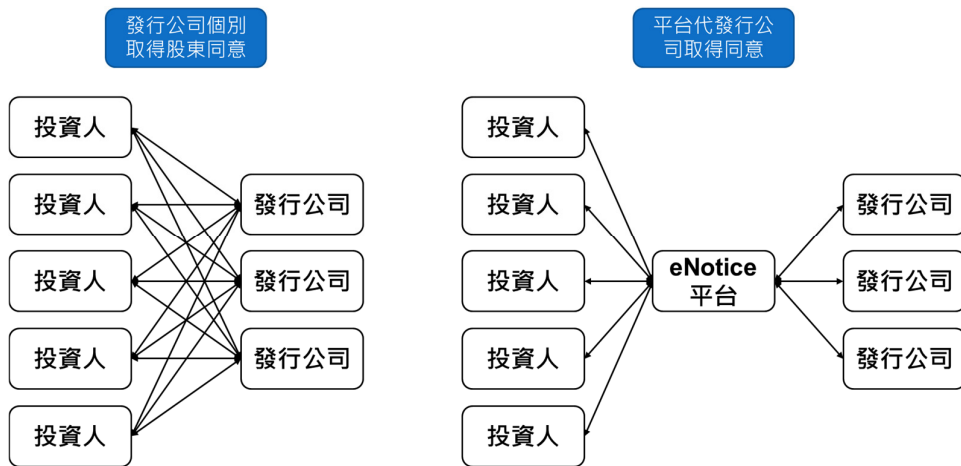 發行公司個別
取得股東同意
投資人
投資人
投資人
投資人
投資人
發行公司
發行公司
發行公司
平台代發行公
司取得同意
投資人
投資人
投資人
投資人
投資人
eNotice
平台
發行公司
發行公司
發行公司